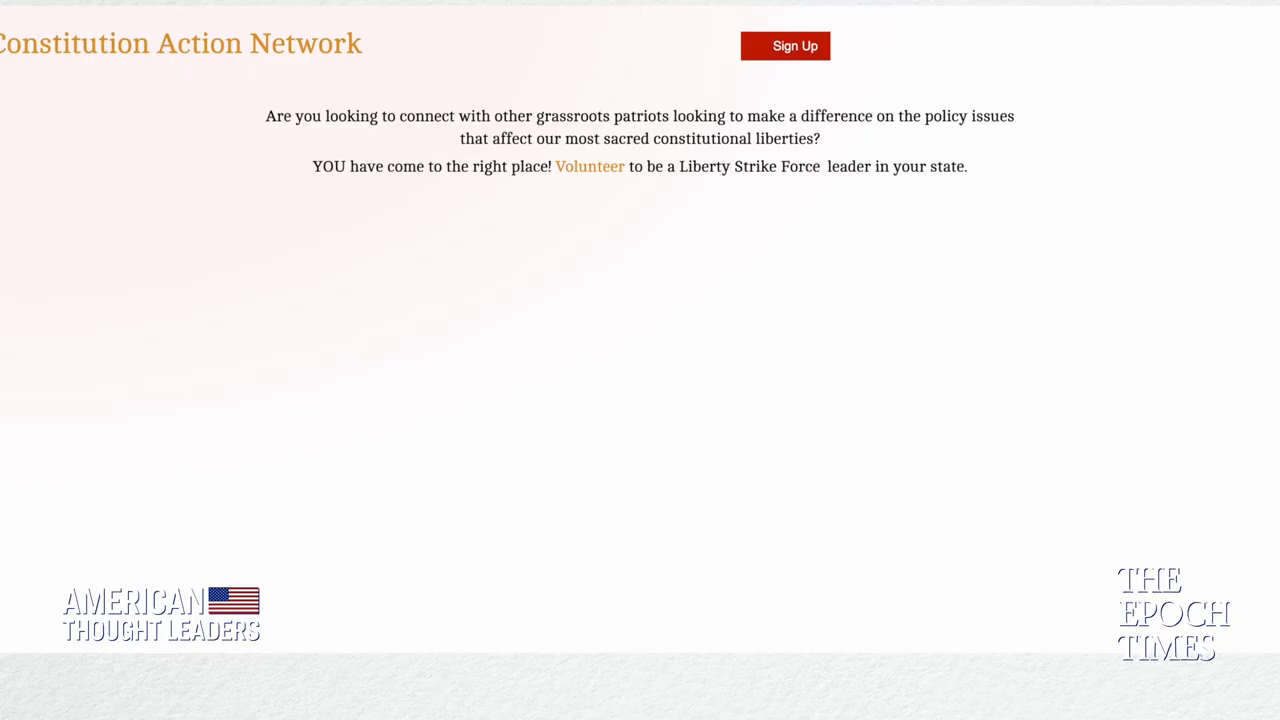 Constitution Action Network
Sign Up
Are you looking to connect with other grassroots patriots looking to make a difference on the policy issues
that affect our most sacred constitutional liberties?
YOU have come to the right place! Volunteer to be a Liberty Strike Force leader in your state.
AMERICAN
THOUGHT LEADERS
THE
EPOCH
TIMES